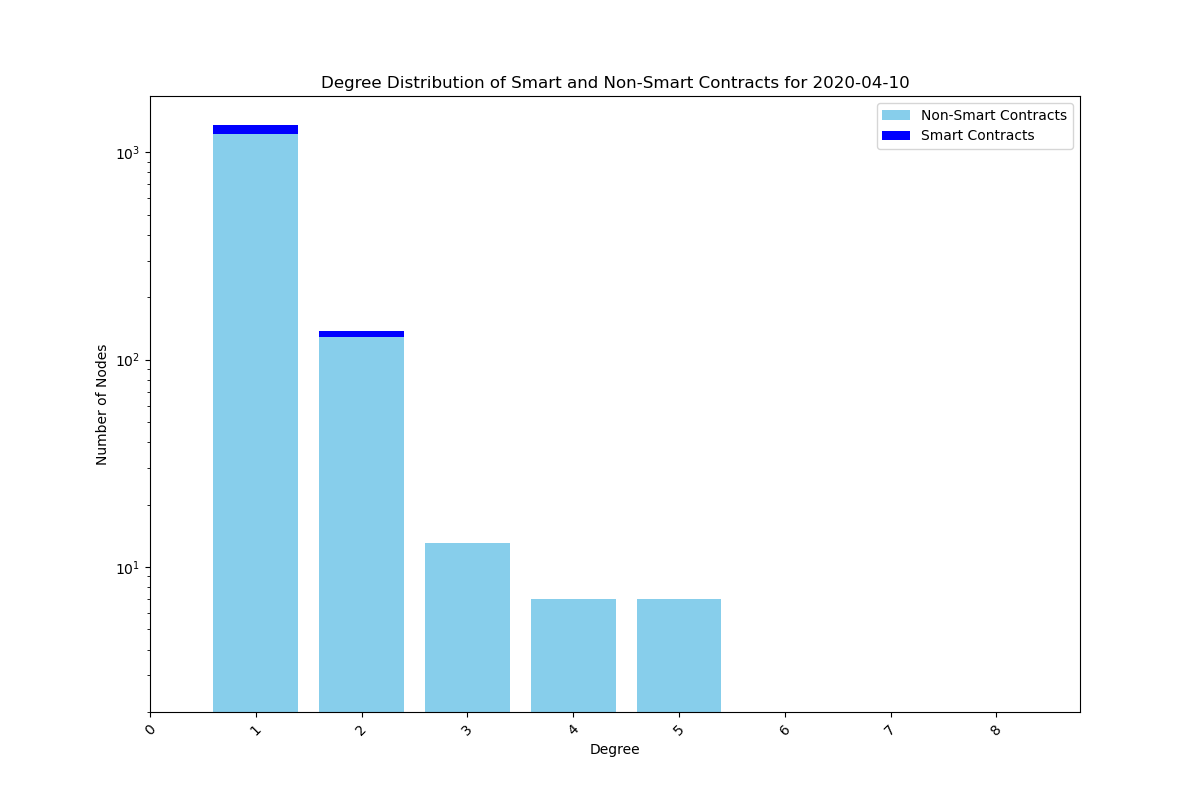 Degree Distribution of Smart and Non-Smart Contracts for 2020-04-10
Non-Smart Contracts
Smart Contracts
Number of Nodes
10³
10²
10¹
0 1 2 3 4 5 6 7 8
Degree